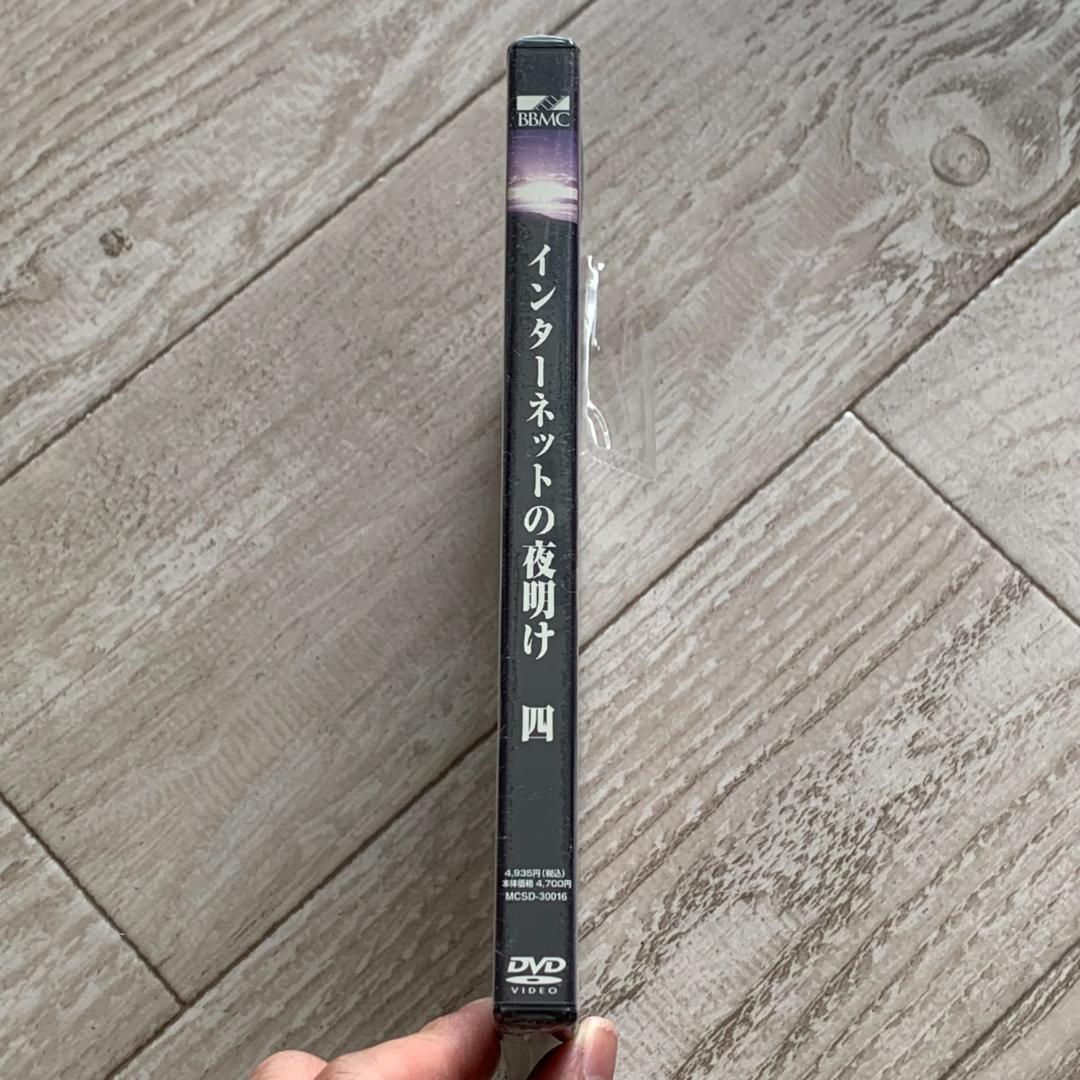 BBMC
インターネットの夜明け 四
4,935円(税込)
本体価格 4,700円
MCSD-30016
DVD
VIDEO